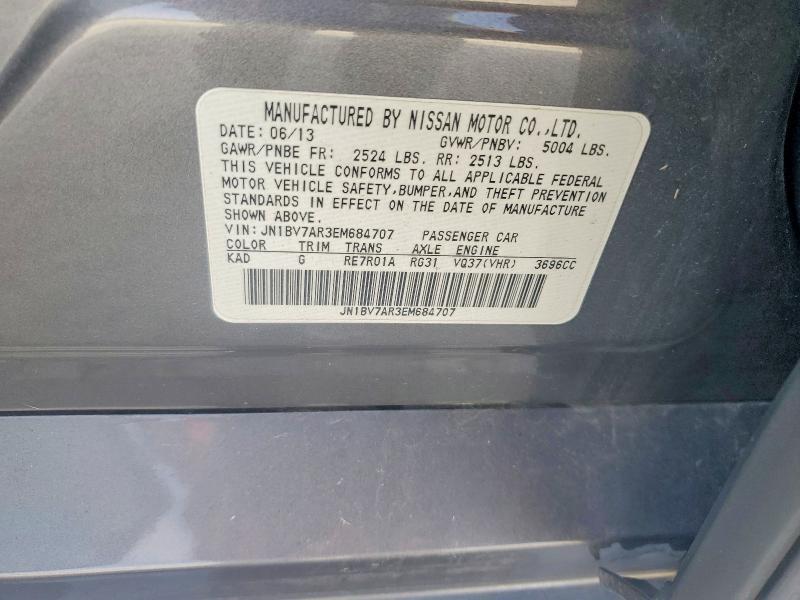 MANUFACTURED BY NISSAN MOTOR CO.,LTD.
DATE: 06/13 GVWR/PNBV: 5004 LBS.
GAWR/PNBE FR: 2524 LBS. RR: 2513 LBS.
THIS VEHICLE CONFORMS TO ALL APPLICABLE FEDERAL
MOTOR VEHICLE SAFETY,BUMPER,AND THEFT PREVENTION
STANDARDS IN EFFECT ON THE DATE OF MANUFACTURE
SHOWN ABOVE.
VIN: JN1BV7AR3EM684707 PASSENGER CAR
COLOR TRIM TRANS AXLE ENGINE
KAD G RE7R01A RG31 VQ37(VHR) 3696CC
JN1BV7AR3EM684707